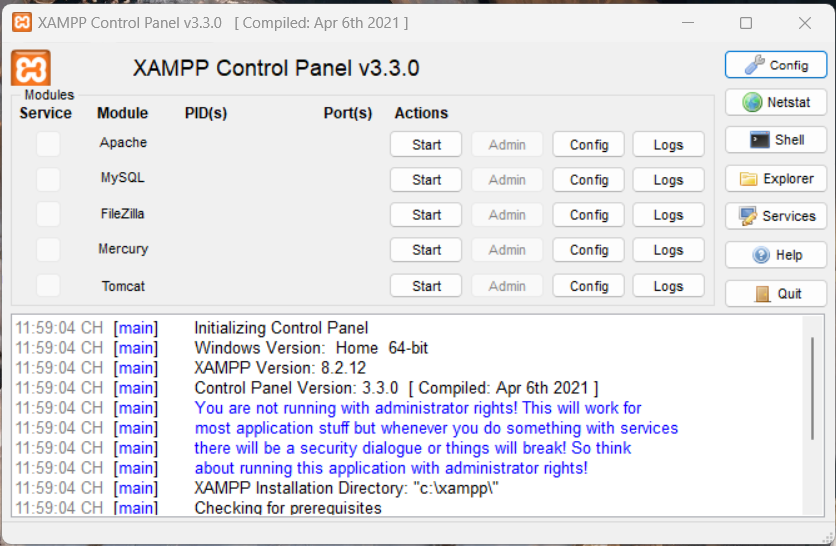 XAMPP Control Panel v3.3.0 [ Compiled: Apr 6th 2021 ]
XAMPP Control Panel v3.3.0
Config
Modules
Service Module PID(s) Port(s) Actions
Netstat
Apache Start Admin Config Logs
Shell
MySQL Start Admin Config Logs
Explorer
FileZilla Start Admin Config Logs
Services
Mercury Start Admin Config Logs
Help
Tomcat Start Admin Config Logs
Quit
11:59:04 CH [main] Initializing Control Panel
11:59:04 CH [main] Windows Version: Home 64-bit
11:59:04 CH [main] XAMPP Version: 8.2.12
11:59:04 CH [main] Control Panel Version: 3.3.0 [ Compiled: Apr 6th 2021 ]
11:59:04 CH [main] You are not running with administrator rights! This will work for
11:59:04 CH [main] most application stuff but whenever you do something with services
11:59:04 CH [main] there will be a security dialogue or things will break! So think
11:59:04 CH [main] about running this application with administrator rights!
11:59:04 CH [main] XAMPP Installation Directory: "c:\xampp\"
11:59:04 CH [main] Checking for prerequisites